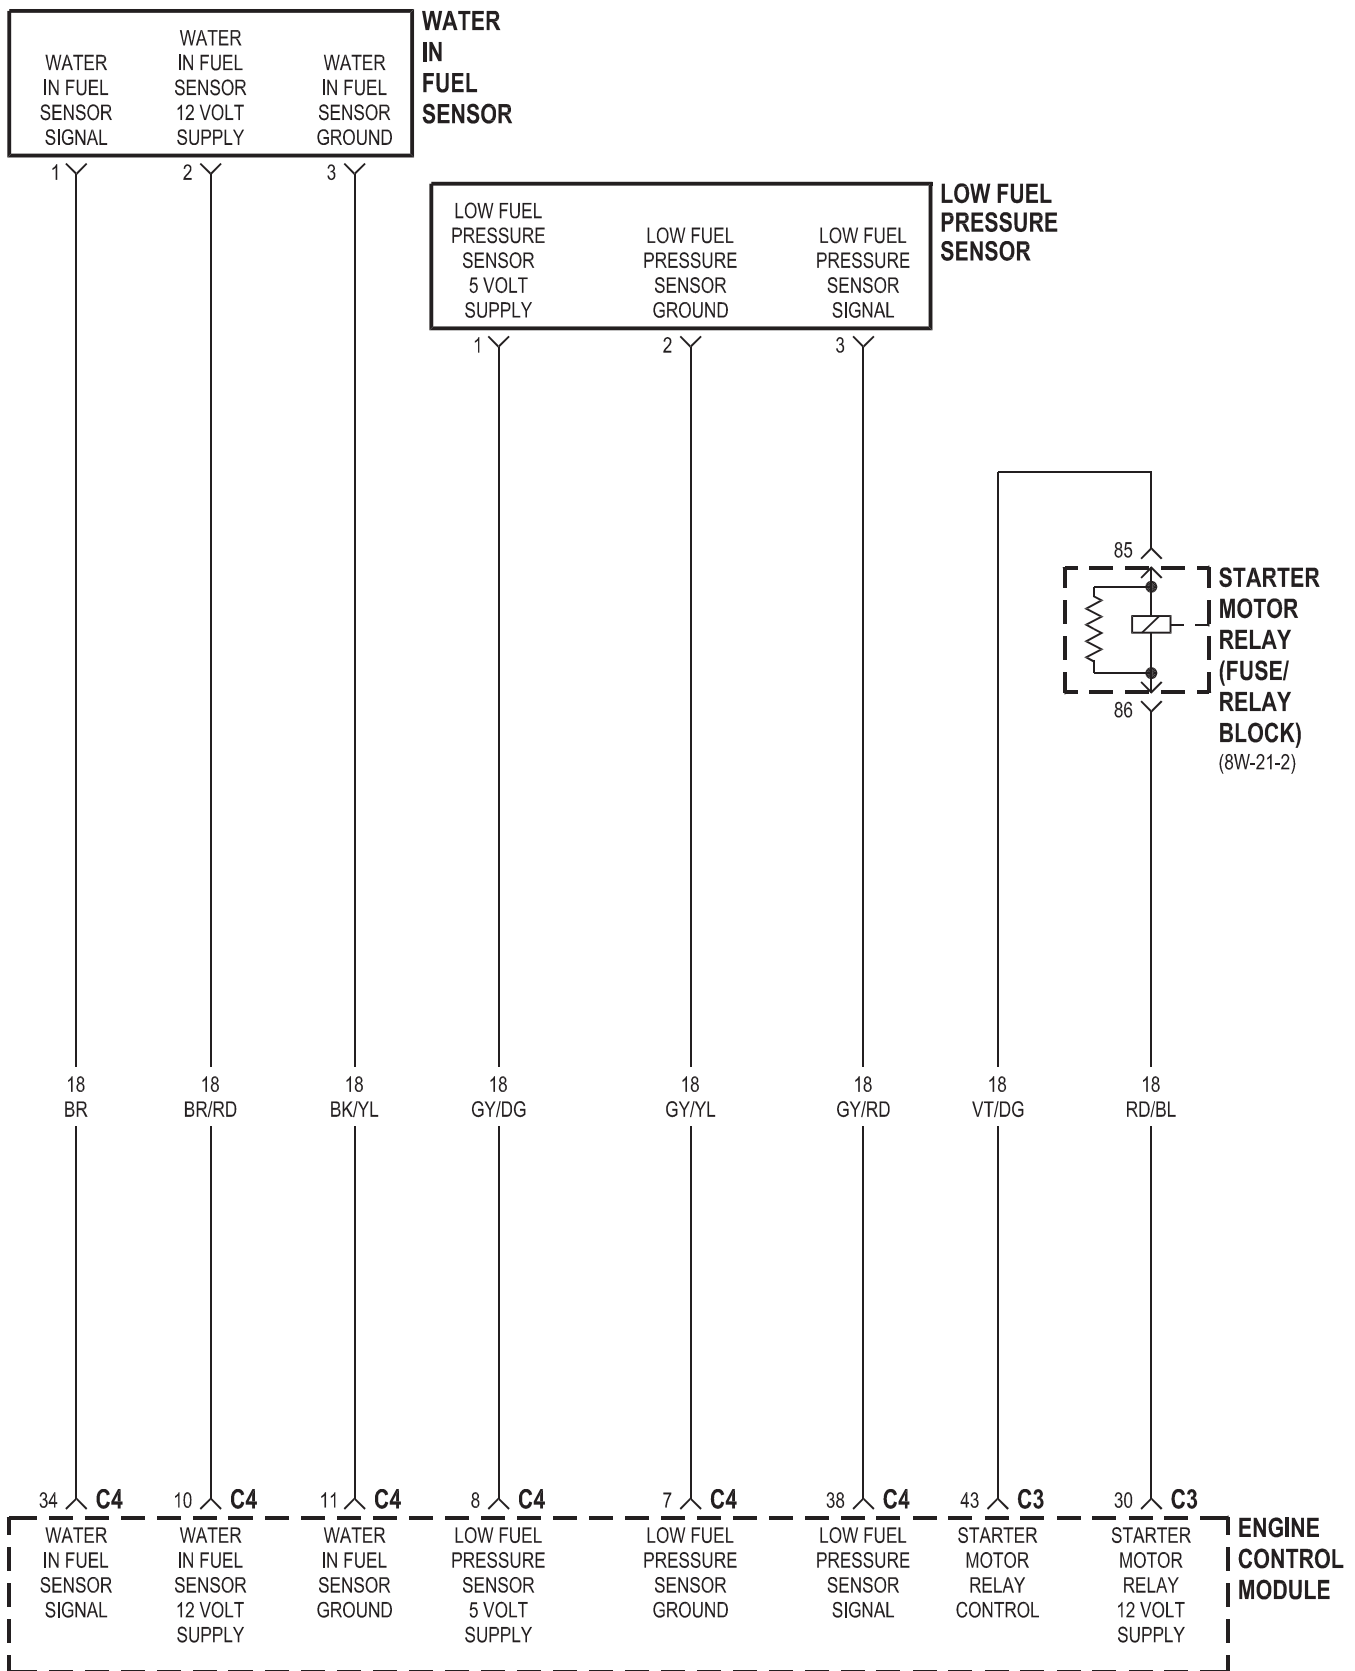 WATER
IN FUEL
SENSOR
SIGNAL
WATER
IN FUEL
SENSOR
12 VOLT
SUPPLY
WATER
IN FUEL
SENSOR
GROUND
WATER
IN
FUEL
SENSOR
1
2
3
LOW FUEL
PRESSURE
SENSOR
5 VOLT
SUPPLY
LOW FUEL
PRESSURE
SENSOR
GROUND
LOW FUEL
PRESSURE
SENSOR
SIGNAL
LOW FUEL
PRESSURE
SENSOR
1
2
3
85
STARTER
MOTOR
RELAY
(FUSE/
RELAY
BLOCK)
(8W-21-2)
86
18
BR
18
BR/RD
18
BK/YL
18
GY/DG
18
GY/YL
18
GY/RD
18
VT/DG
18
RD/BL
34 C4
10 C4
11 C4
8 C4
7 C4
38 C4
43 C3
30 C3
WATER
IN FUEL
SENSOR
SIGNAL
WATER
IN FUEL
SENSOR
12 VOLT
SUPPLY
WATER
IN FUEL
SENSOR
GROUND
LOW FUEL
PRESSURE
SENSOR
5 VOLT
SUPPLY
LOW FUEL
PRESSURE
SENSOR
GROUND
LOW FUEL
PRESSURE
SENSOR
SIGNAL
STARTER
MOTOR
RELAY
CONTROL
STARTER
MOTOR
RELAY
12 VOLT
SUPPLY
ENGINE
CONTROL
MODULE